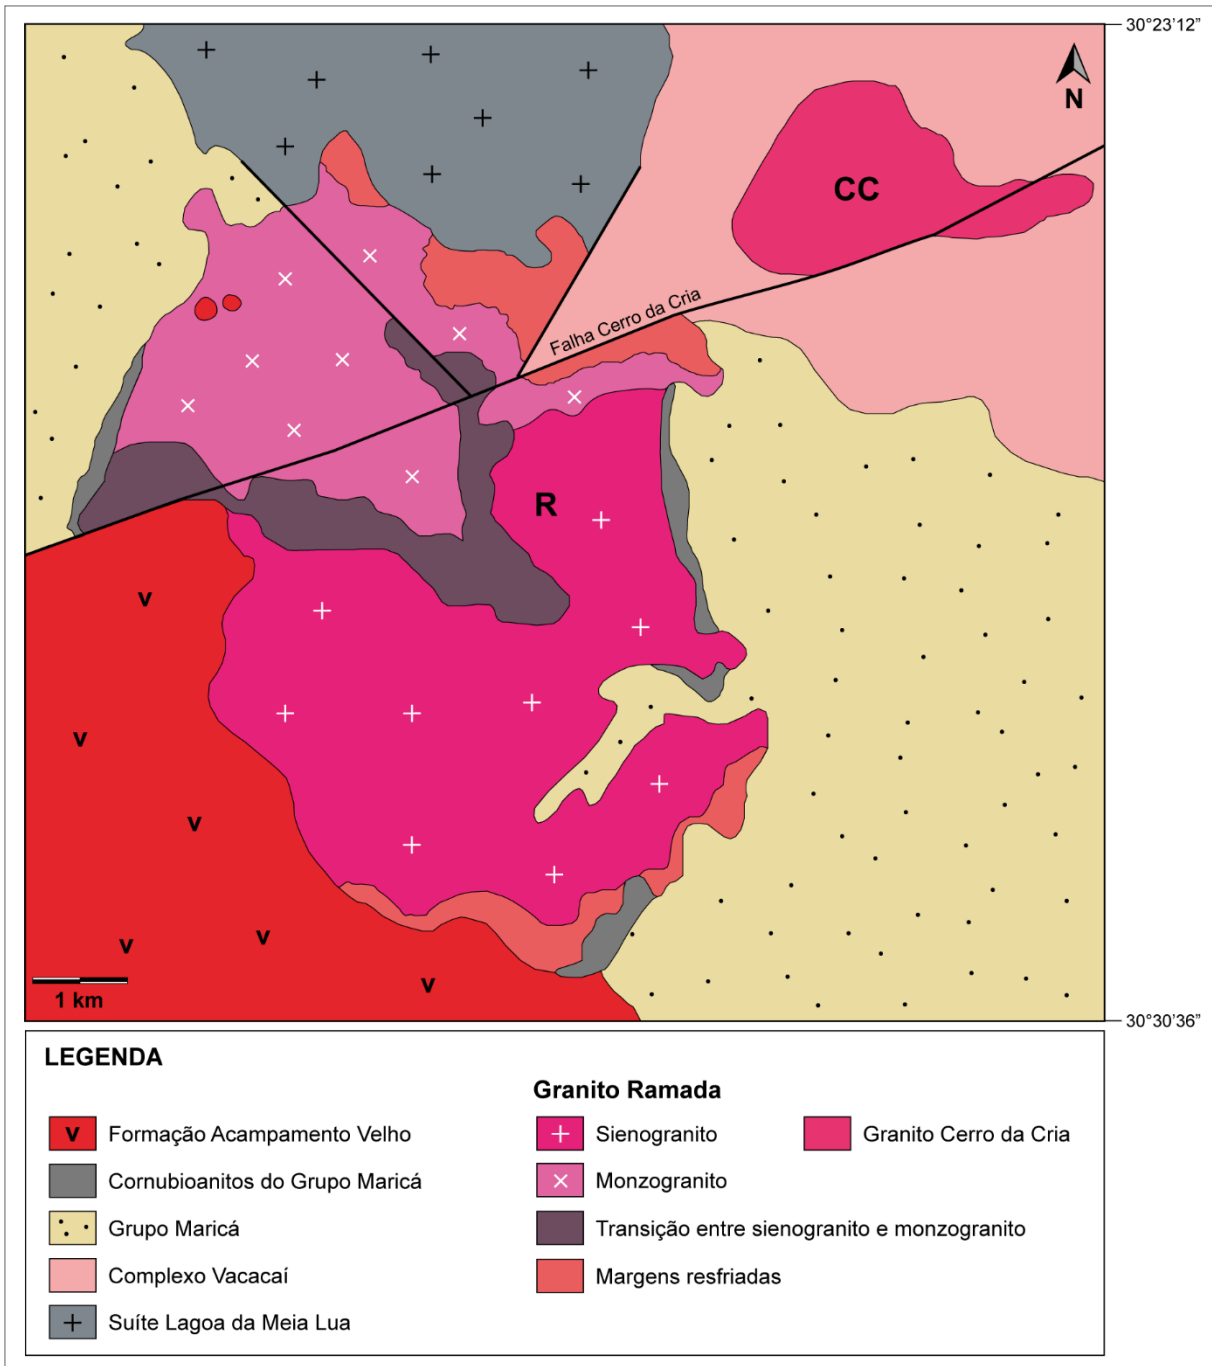 30°23'12"
N
CC
Falha Cerro da Cria
R
v
v
v
v
v
v
1 km
30°30'36"
LEGENDA
Granito Ramada
v Formação Acampamento Velho
Sienogranito
Granito Cerro da Cria
Cornubioanitos do Grupo Maricá
Monzogranito
Grupo Maricá
Transição entre sienogranito e monzogranito
Complexo Vacacaí
Margens resfriadas
Suíte Lagoa da Meia Lua